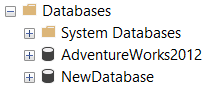 Databases
System Databases
AdventureWorks2012
NewDatabase